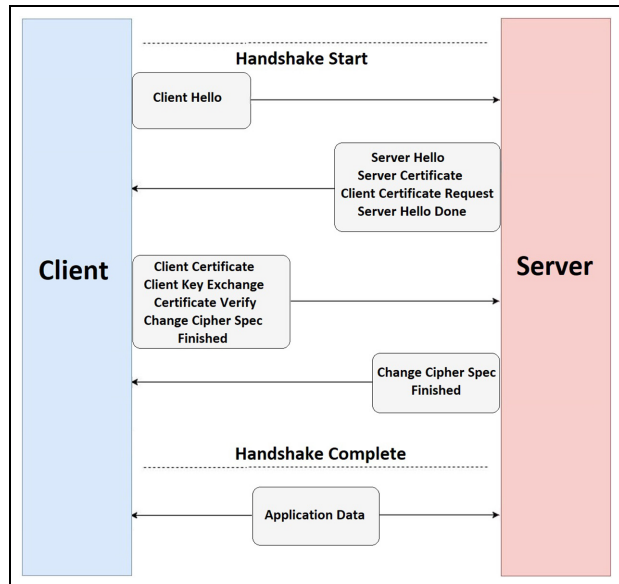 Handshake Start
Client Hello
Server Hello
Server Certificate
Client Certificate Request
Server Hello Done
Client
Server
Client Certificate
Client Key Exchange
Certificate Verify
Change Cipher Spec
Finished
Change Cipher Spec
Finished
Handshake Complete
Application Data